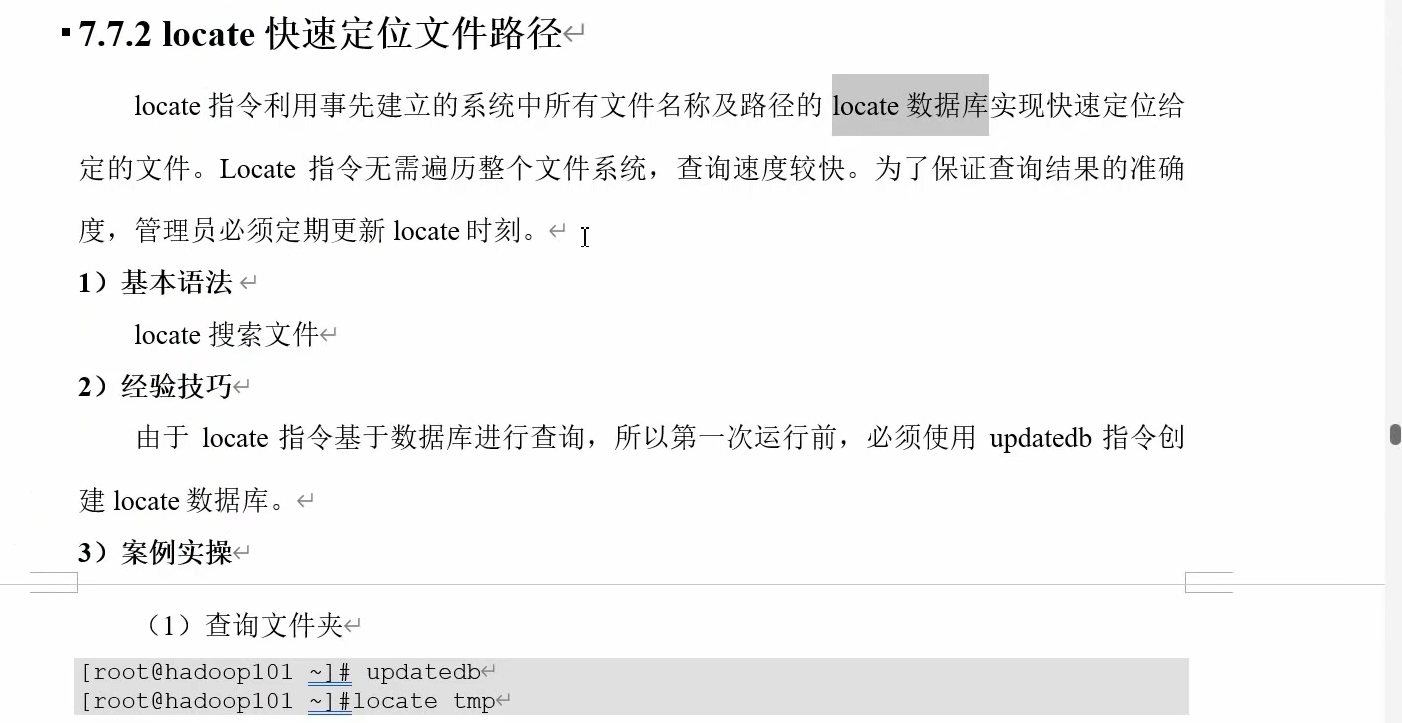 7.7.2 locate 快速定位文件路径
locate 指令利用事先建立的系统中所有文件名称及路径的 locate 数据库实现快速定位给
定的文件。Locate 指令无需遍历整个文件系统，查询速度较快。为了保证查询结果的准确
度，管理员必须定期更新 locate 时刻。
1）基本语法
locate 搜索文件
2）经验技巧
由于 locate 指令基于数据库进行查询，所以第一次运行前，必须使用 updatedb 指令创
建 locate 数据库。
3）案例实操
（1）查询文件夹
[root@hadoop101 ~]# updatedb
[root@hadoop101 ~]#locate tmp